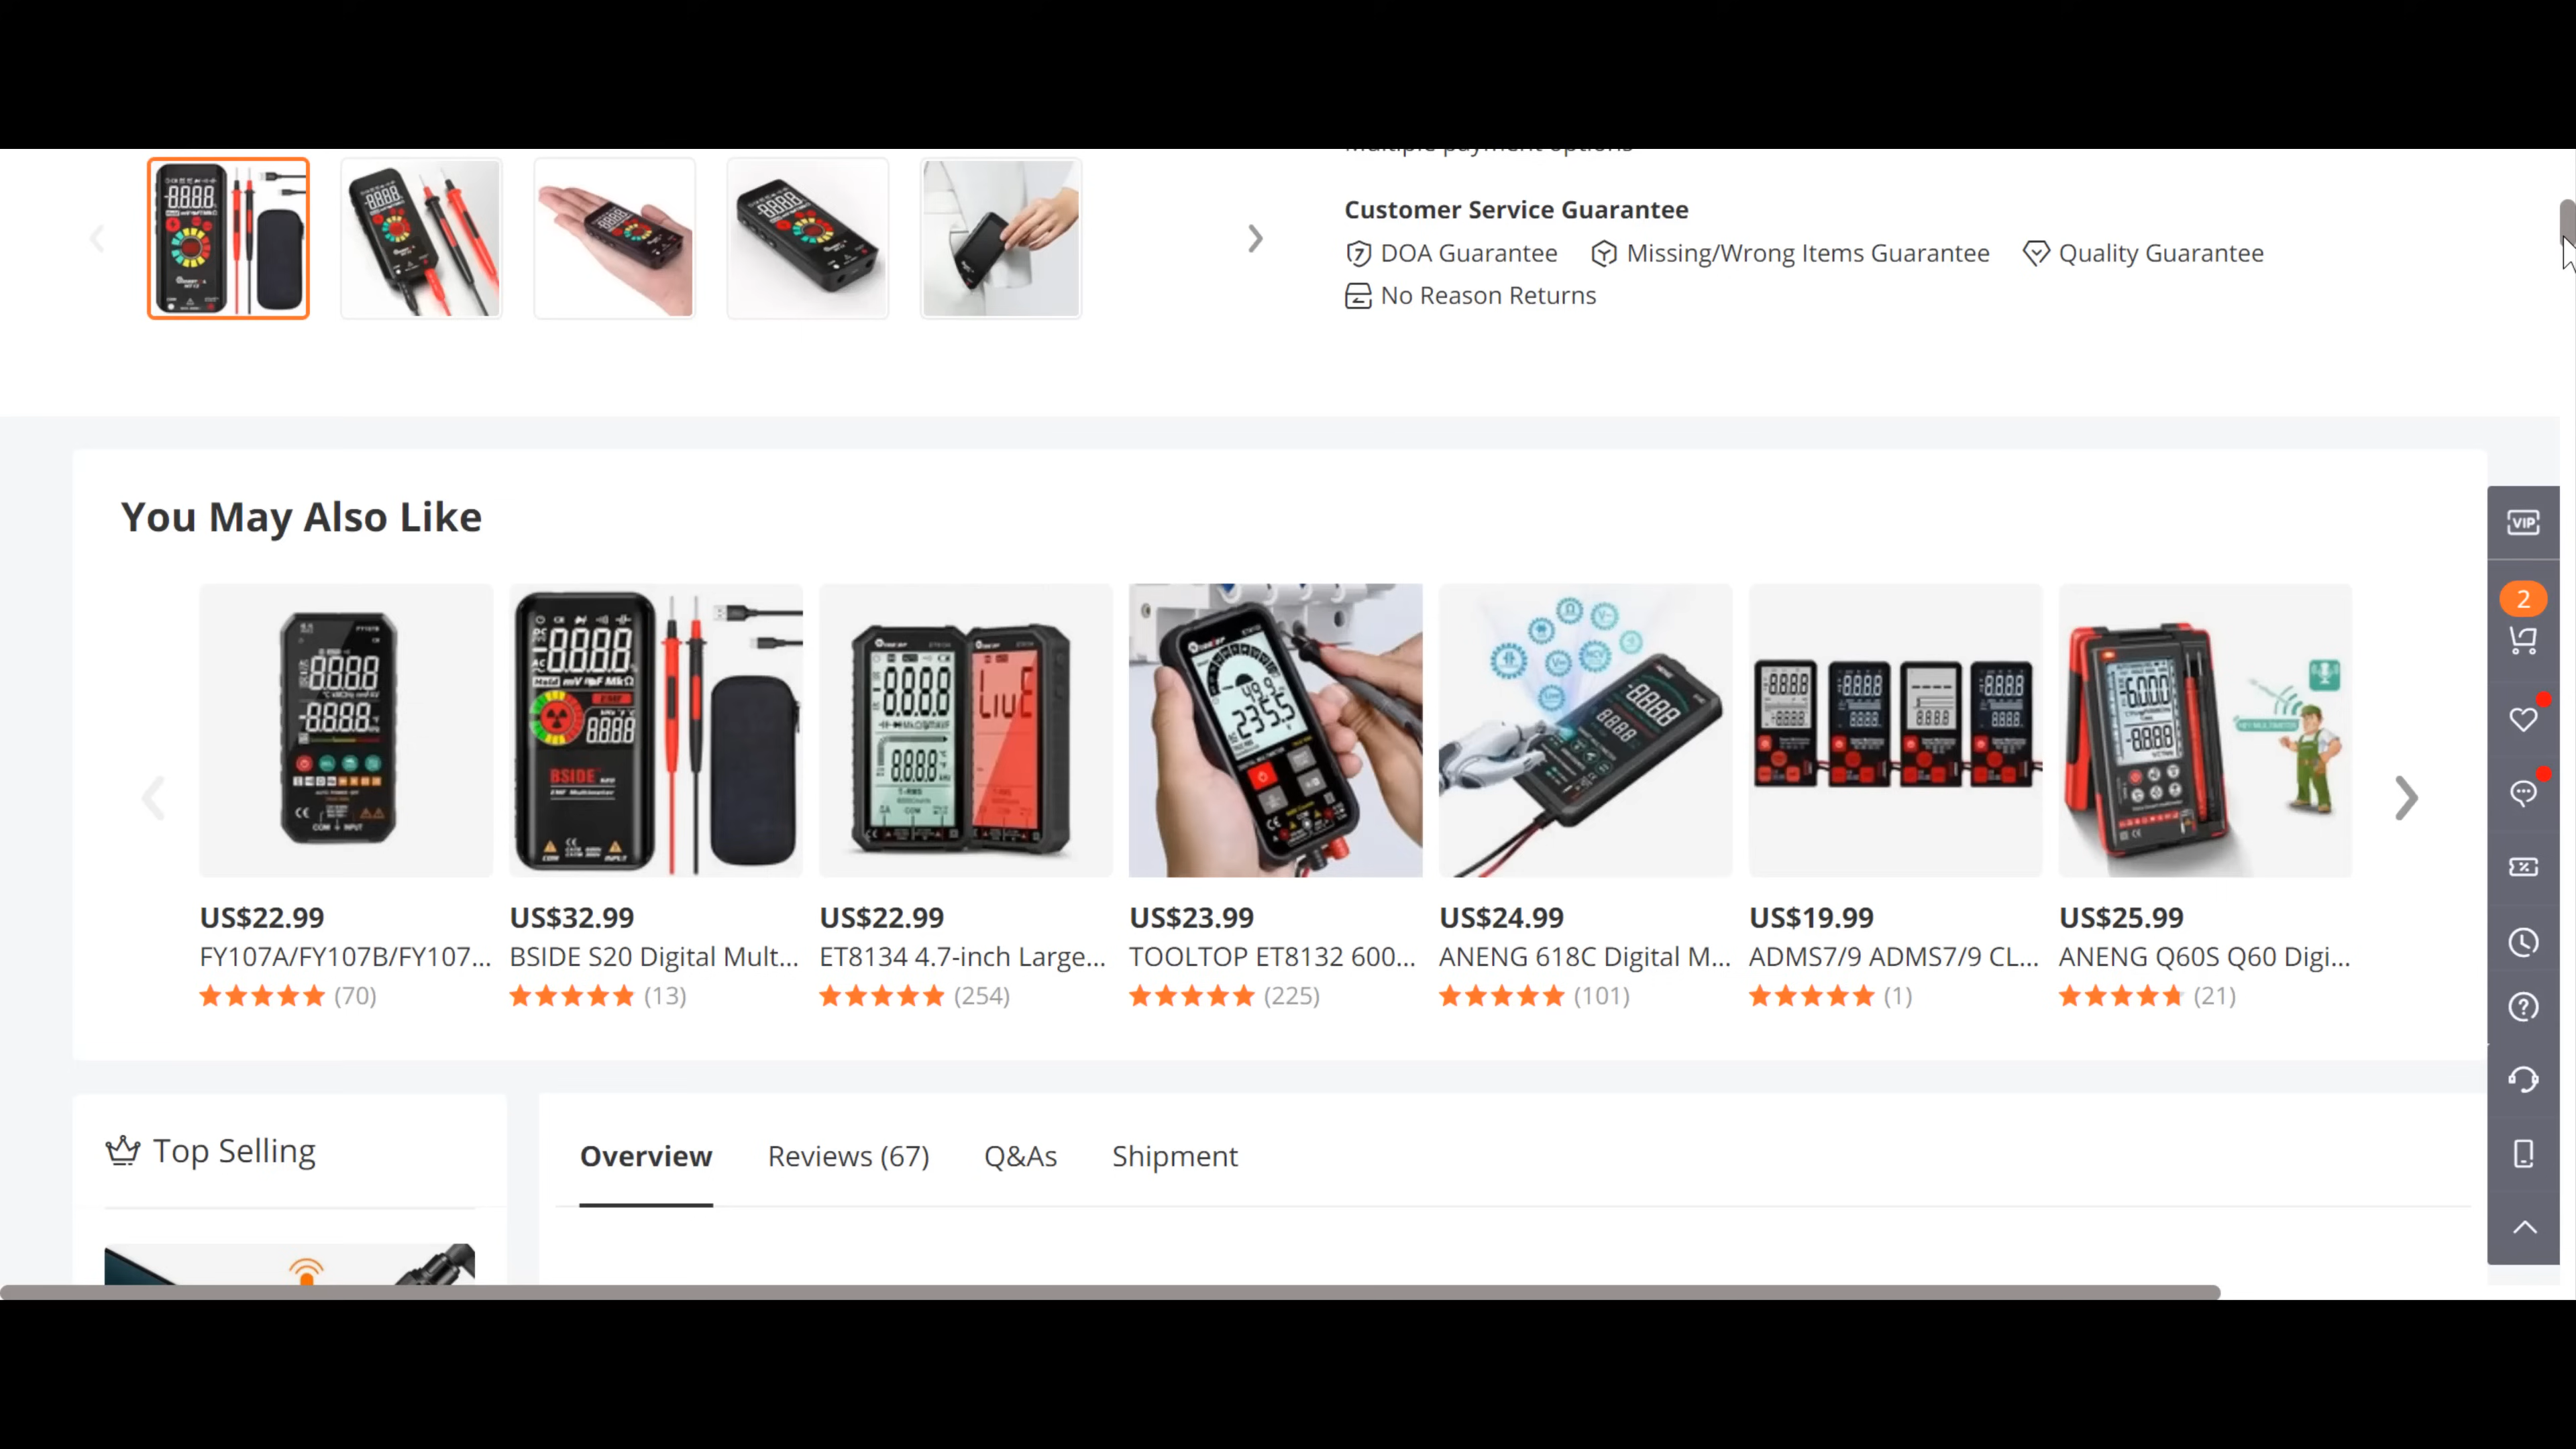 Customer Service Guarantee
DOA Guarantee Missing/Wrong Items Guarantee Quality Guarantee
No Reason Returns
You May Also Like
VIP
2
US$22.99 US$32.99 US$22.99 US$23.99 US$24.99 US$19.99 US$25.99
FY107A/FY107B/FY107... BSIDE S20 Digital Mult... ET8134 4.7-inch Large... TOOLTOP ET8132 600... ANENG 618C Digital M... ADMS7/9 ADMS7/9 CL... ANENG Q60S Q60 Digi...
(70) (13) (254) (225) (101) (1) (21)
Top Selling
Overview Reviews (67) Q&As Shipment